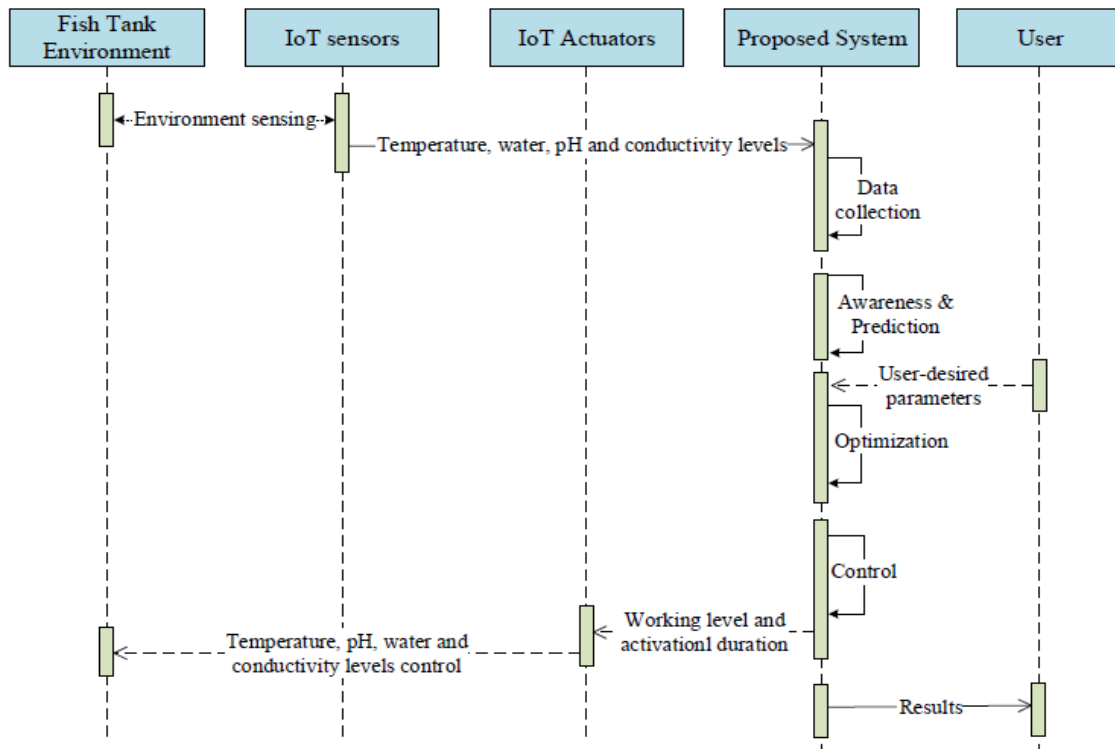 Fish Tank
Environment
IoT sensors
IoT Actuators
Proposed System
User
Environment sensing
Temperature, water, pH and conductivity levels
Data
collection
Awareness &
Prediction
User-desired
parameters
Optimization
Control
Working level and
activationl duration
Temperature, pH, water and
conductivity levels control
Results